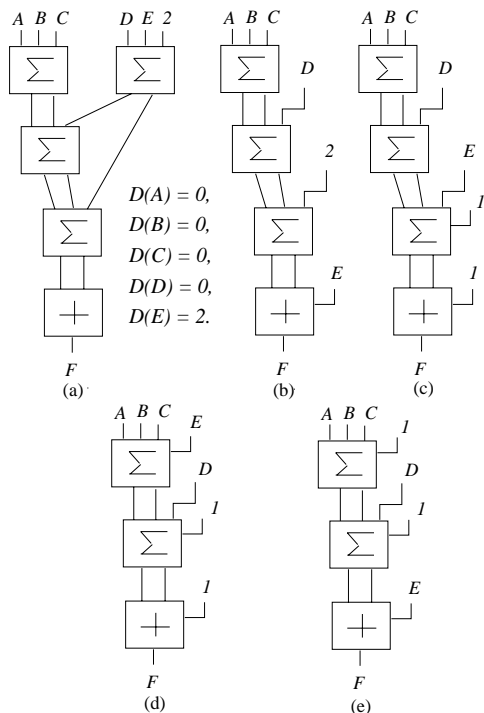 A B C
D E 2
Σ
Σ
Σ
Σ
+
F
(a)
D(A) = 0,
D(B) = 0,
D(C) = 0,
D(D) = 0,
D(E) = 2.
A B C
Σ
D
Σ
2
Σ
E
+
F
(b)
A B C
Σ
D
Σ
E
1
Σ
1
+
F
(c)
A B C
E
Σ
D
1
Σ
1
+
F
(d)
A B C
1
Σ
D
1
Σ
E
+
F
(e)